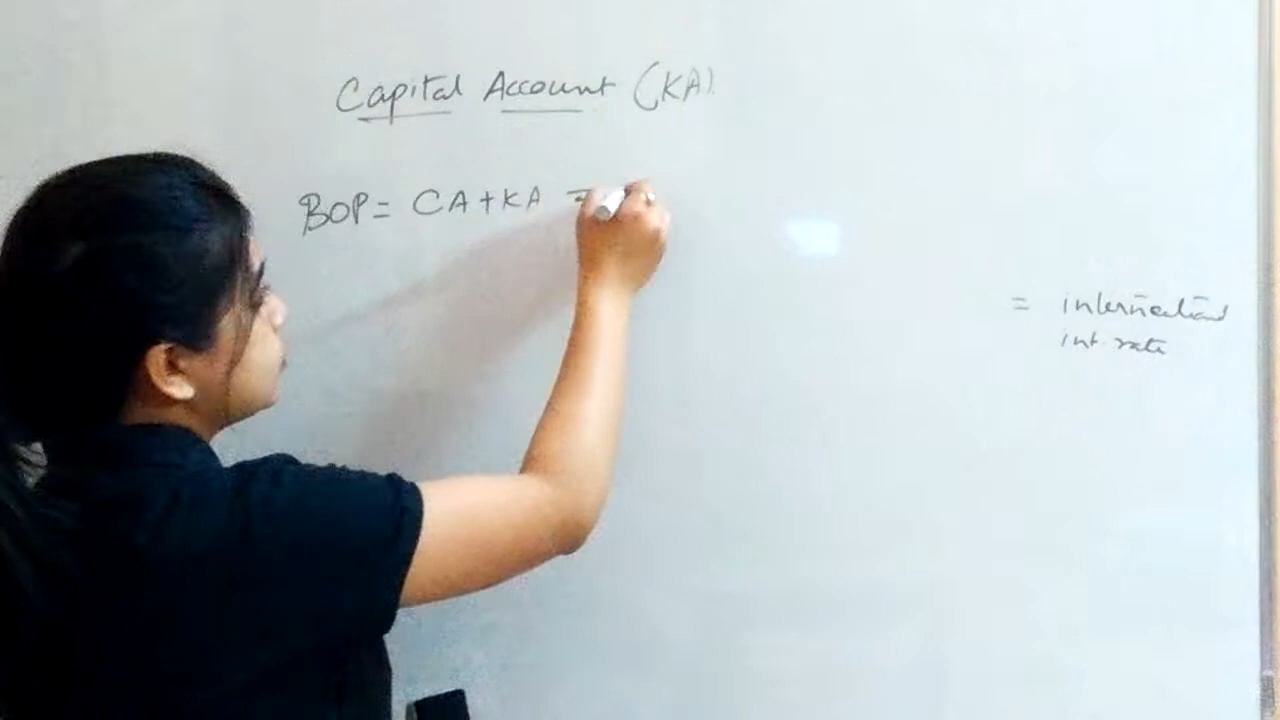 Capital Account (KA)
BOP = CA + KA =
= international
int. rate